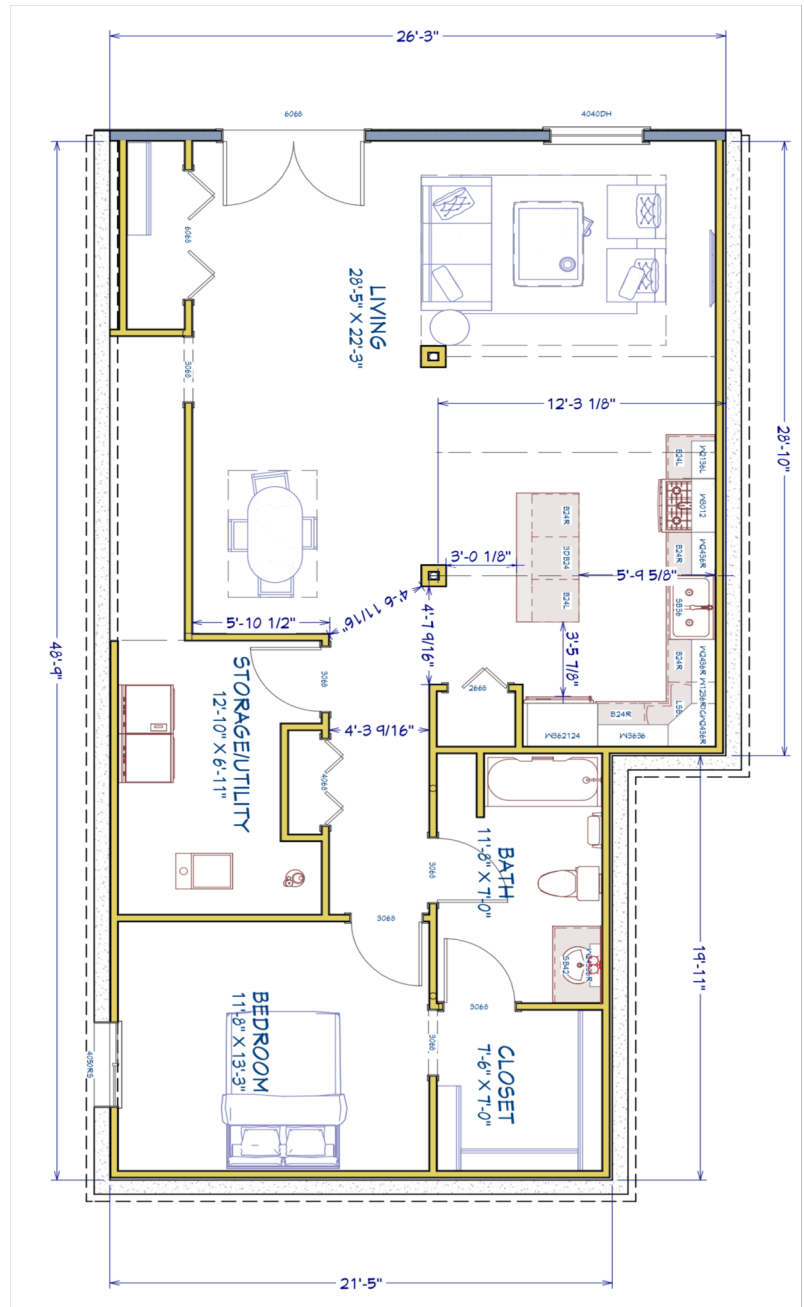 26'-3"
6068
4040DH
6068
LIVING
28'-5" X 22'-3"
3068
12'-3 1/8"
28'-10"
B24L
W2136L
W3012
B24R
W2436R
B24R
3DB24
B24L
3'-0 1/8"
5'-9 5/8"
SB36
4'-6 11/16"
4'-7 9/16"
5'-10 1/2"
3'-5 7/8"
48'-9"
STORAGE/UTILITY
12'-10" X 6'-11"
3068
2668
B24R
W2436R
LSB
B24R
W362124
W3636
4'-3 9/16"
4068
BATH
11'-8" X 7'-0"
3068
3068
SB42
19'-11"
BEDROOM
11'-8" X 13'-3"
4030RS
3068
3068
CLOSET
7'-6" X 7'-0"
21'-5"